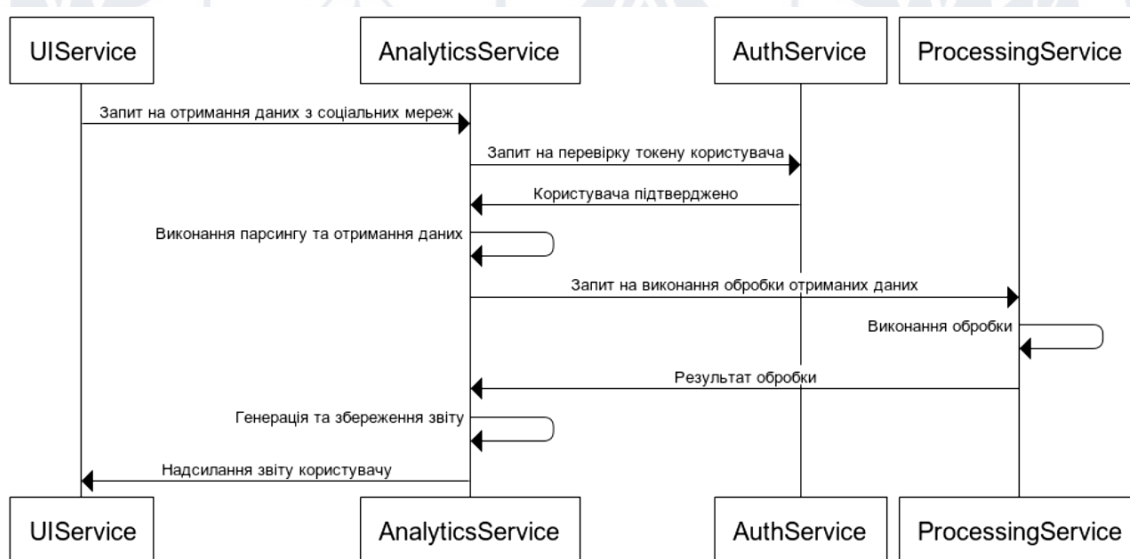 UIService
AnalyticsService
AuthService
ProcessingService
Запит на отримання даних з соціальних мереж
Запит на перевірку токену користувача
Користувача підтверджено
Виконання парсингу та отримання даних
Запит на виконання обробки отриманих даних
Виконання обробки
Результат обробки
Генерація та збереження звіту
Надсилання звіту користувачу
UIService
AnalyticsService
AuthService
ProcessingService